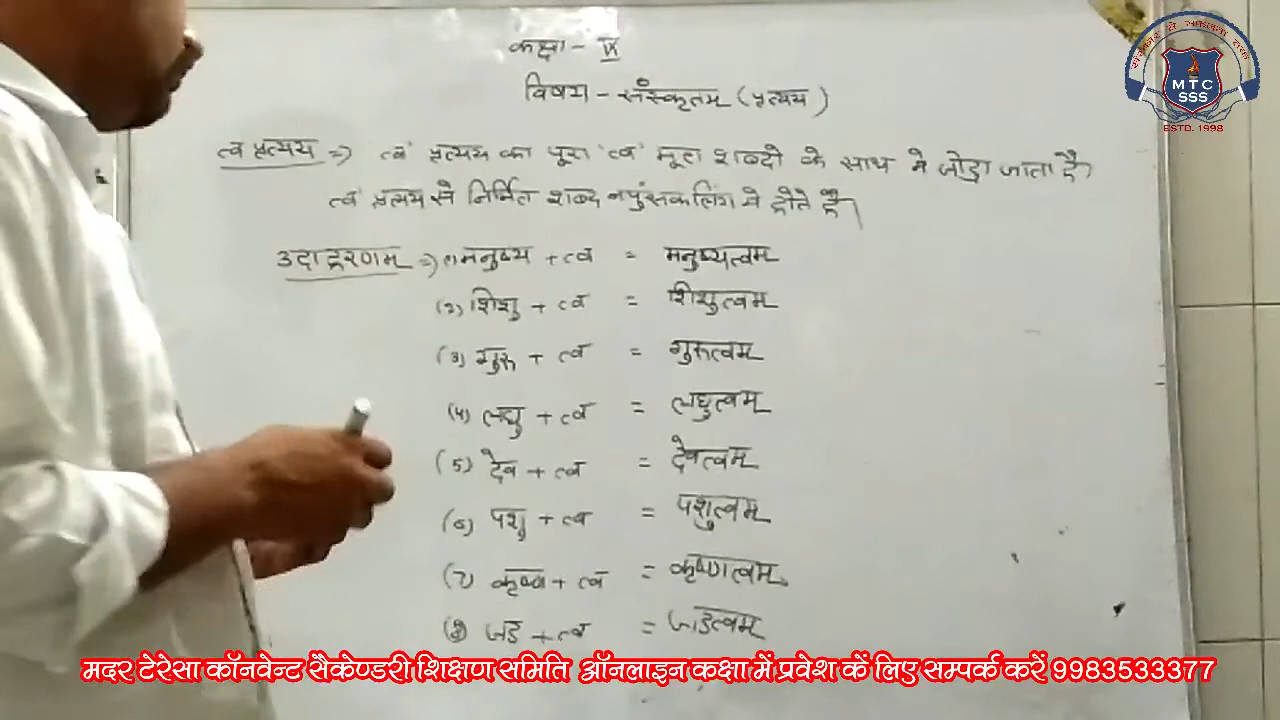 कक्षा - IX
विषय - संस्कृतम् (प्रत्यय)
त्व प्रत्यय => 'त्व' प्रत्यय का पूरा 'त्व' मूल शब्दो के साथ मे जोड़ा जाता है।
'त्व' प्रत्यय से निर्मित शब्द नपुंसकलिंग मे होते है।
उदाहरणम् => (1) मनुष्य + त्व = मनुष्यत्वम्
(2) शिशु + त्व = शिशुत्वम्
(3) गुरु + त्व = गुरुत्वम्
(4) लघु + त्व = लघुत्वम्
(5) देव + त्व = देवत्वम्
(6) पशु + त्व = पशुत्वम्
(7) कृष्ण + त्व = कृष्णत्वम्
(8) जड + त्व = जाडत्वम्
MTC
SSS
ESTD. 1998
मदर टेरेसा कॉनवेन्ट सैकेण्डरी शिक्षण समिति ऑनलाइन कक्षा में प्रवेश कें लिए सम्पर्क करें 9983533377